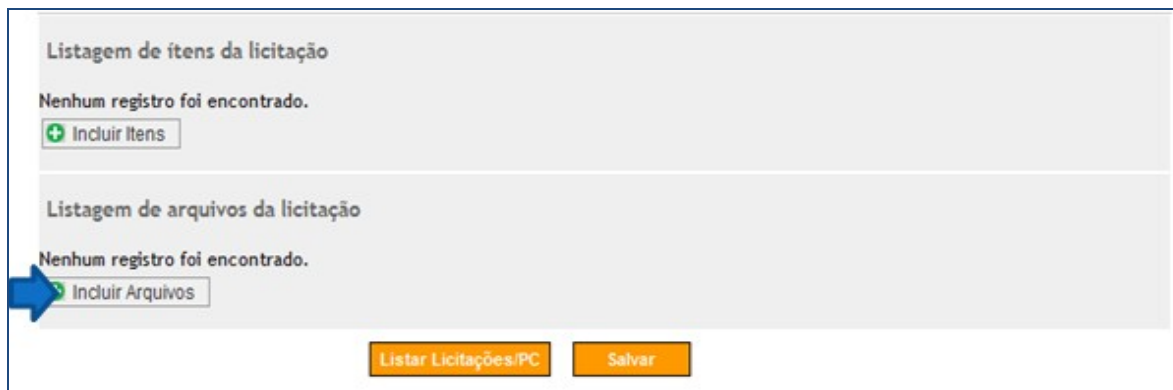 Listagem de ítens da licitação
Nenhum registro foi encontrado.
Incluir Itens
Listagem de arquivos da licitação
Nenhum registro foi encontrado.
Incluir Arquivos
Listar Licitações/PC Salvar